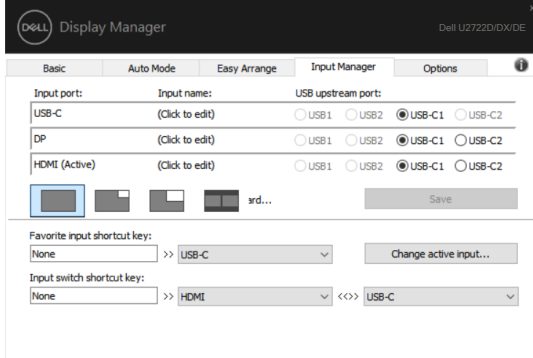 DELL Display Manager
Dell U2722D/DX/DE
Basic Auto Mode Easy Arrange Input Manager Options
Input port: Input name: USB upstream port:
USB-C (Click to edit) USB1 USB2 USB-C1 USB-C2
DP (Click to edit) USB1 USB2 USB-C1 USB-C2
HDMI (Active) (Click to edit) USB1 USB2 USB-C1 USB-C2
Save
Favorite input shortcut key:
None >> USB-C Change active input...
Input switch shortcut key:
None >> HDMI <<>> USB-C